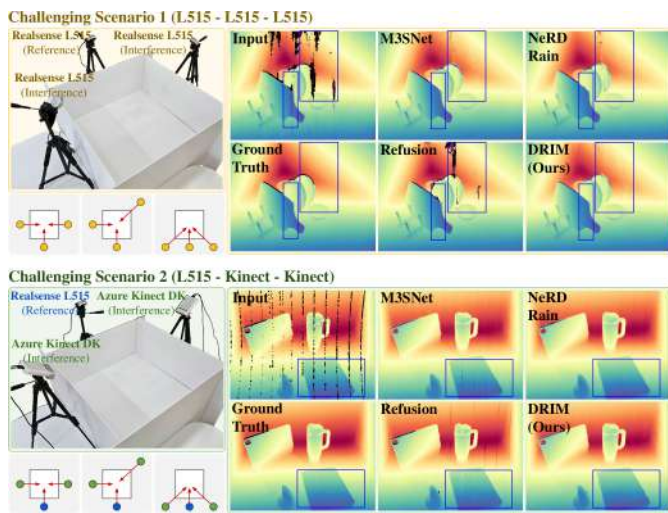 Challenging Scenario 1 (L515 - L515 - L515)
Realsense L515
(Reference)
Realsense L515
(Interference)
Realsense L515
(Interference)
Input
M3SNet
NeRD
Rain
Ground
Truth
Refusion
DRIM
(Ours)
Challenging Scenario 2 (L515 - Kinect - Kinect)
Realsense L515
(Reference)
Azure Kinect DK
(Interference)
Azure Kinect DK
(Interference)
Input
M3SNet
NeRD
Rain
Ground
Truth
Refusion
DRIM
(Ours)